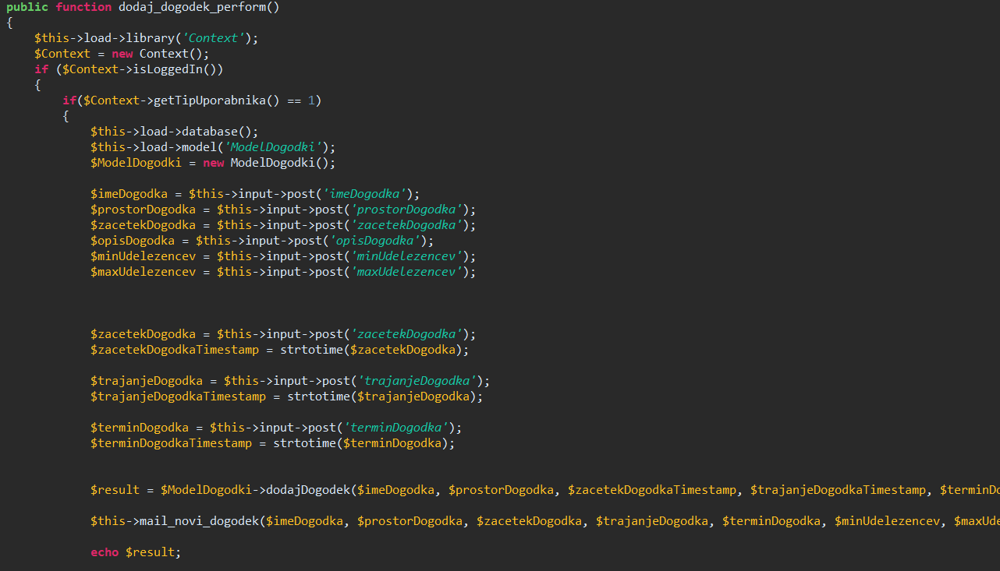 public function dodaj_dogodek_perform()
{
$this->load->library('Context');
$Context = new Context();
if ($Context->isLoggedIn())
{
if($Context->getTipUporabnika() == 1)
{
$this->load->database();
$this->load->model('ModelDogodki');
$ModelDogodki = new ModelDogodki();
$imeDogodka = $this->input->post('imeDogodka');
$prostorDogodka = $this->input->post('prostorDogodka');
$zacetekDogodka = $this->input->post('zacetekDogodka');
$opisDogodka = $this->input->post('opisDogodka');
$minUdelezencev = $this->input->post('minUdelezencev');
$maxUdelezencev = $this->input->post('maxUdelezencev');
$zacetekDogodka = $this->input->post('zacetekDogodka');
$zacetekDogodkaTimestamp = strtotime($zacetekDogodka);
$trajanjeDogodka = $this->input->post('trajanjeDogodka');
$trajanjeDogodkaTimestamp = strtotime($trajanjeDogodka);
$terminDogodka = $this->input->post('terminDogodka');
$terminDogodkaTimestamp = strtotime($terminDogodka);
$result = $ModelDogodki->dodajDogodek($imeDogodka, $prostorDogodka, $zacetekDogodkaTimestamp, $trajanjeDogodkaTimestamp, $terminDo
$this->mail_novi_dogodek($imeDogodka, $prostorDogodka, $zacetekDogodka, $trajanjeDogodka, $terminDogodka, $minUdelezencev, $maxUde
echo $result;